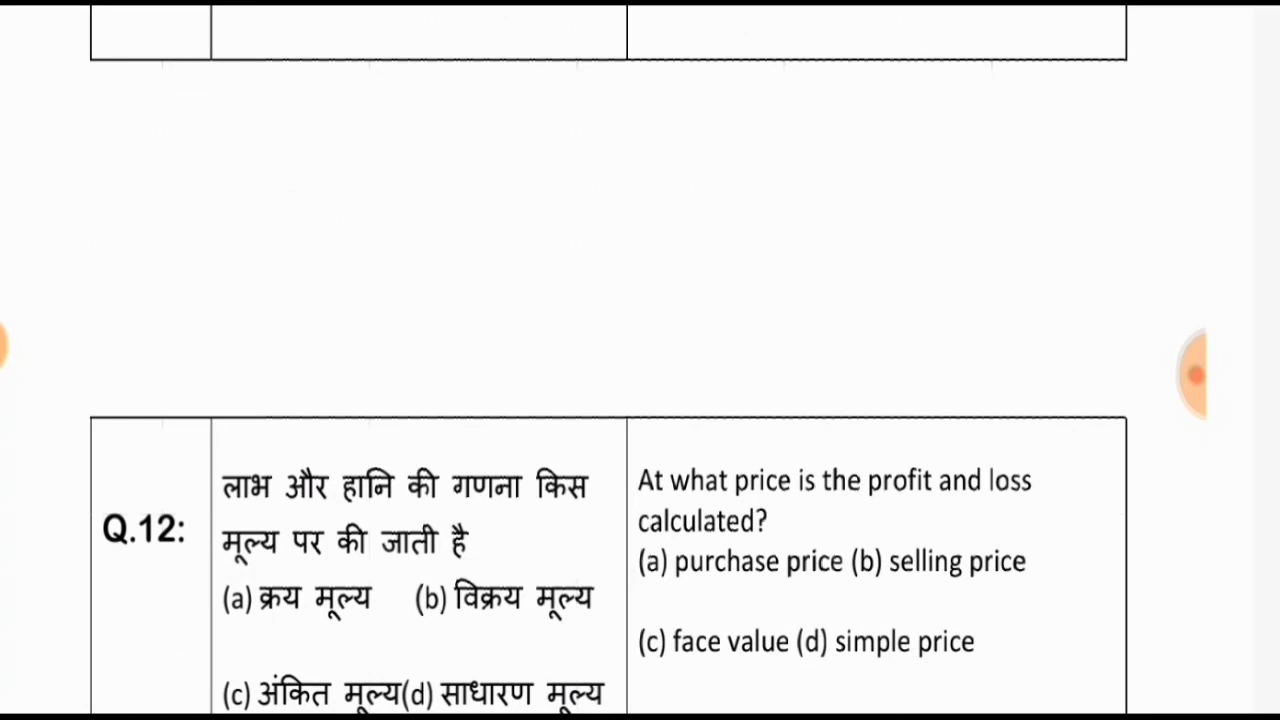 Q.12:
लाभ और हानि की गणना किस
मूल्य पर की जाती है
(a) क्रय मूल्य (b) विक्रय मूल्य
(c) अंकित मूल्य(d) साधारण मूल्य
At what price is the profit and loss
calculated?
(a) purchase price (b) selling price
(c) face value (d) simple price